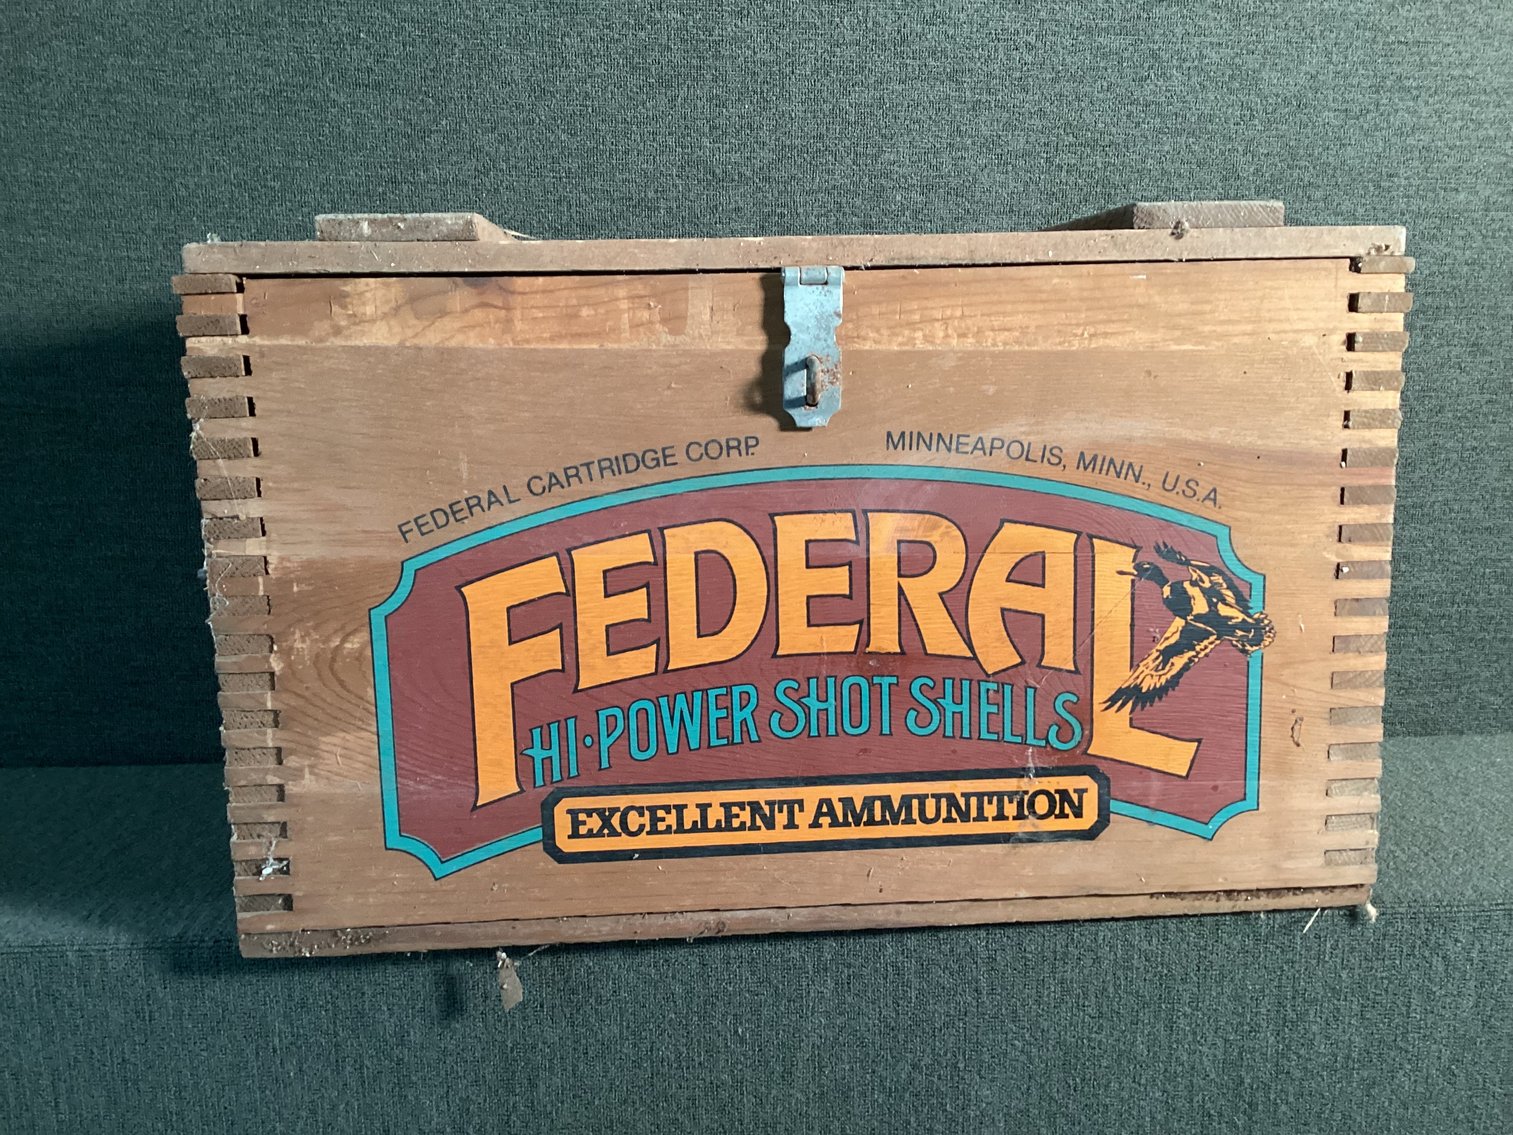 FEDERAL CARTRIDGE CORP. MINNEAPOLIS, MINN., U.S.A.
FEDERAL
HI·POWER SHOT SHELLS
EXCELLENT AMMUNITION